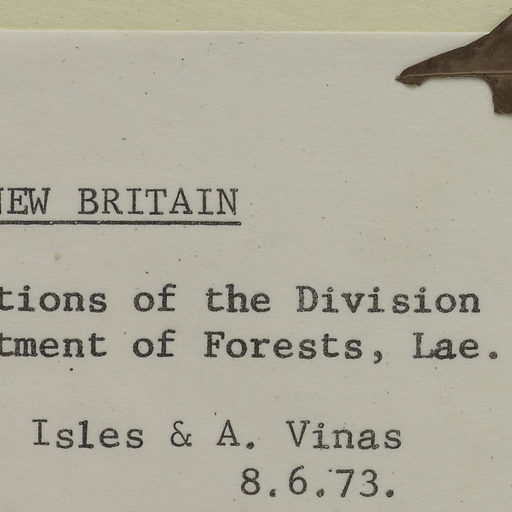 NEW BRITAIN
tions of the Division
tment of Forests, Lae.
Isles & A. Vinas
8.6.73.